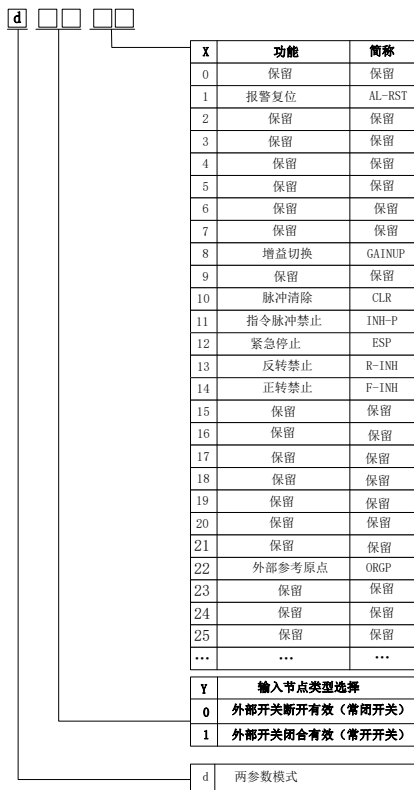 d
X 功能 简称
0 保留 保留
1 报警复位 AL-RST
2 保留 保留
3 保留 保留
4 保留 保留
5 保留 保留
6 保留 保留
7 保留 保留
8 增益切换 GAINUP
9 保留 保留
10 脉冲清除 CLR
11 指令脉冲禁止 INH-P
12 紧急停止 ESP
13 反转禁止 R-INH
14 正转禁止 F-INH
15 保留 保留
16 保留 保留
17 保留 保留
18 保留 保留
19 保留 保留
20 保留 保留
21 保留 保留
22 外部参考原点 ORGP
23 保留 保留
24 保留 保留
25 保留 保留
… … …
Y 输入节点类型选择
0 外部开关断开有效（常闭开关）
1 外部开关闭合有效（常开开关）
d 两参数模式